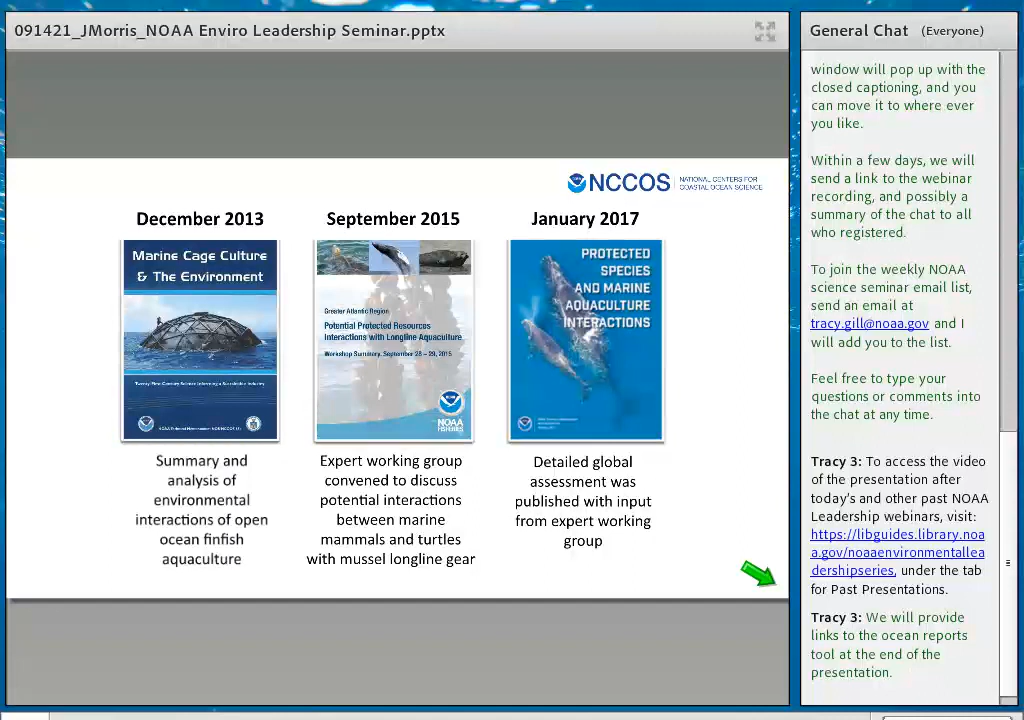 091421_JMorris_NOAA Enviro Leadership Seminar.pptx
NCCOS
NATIONAL CENTERS FOR
COASTAL OCEAN SCIENCE
December 2013
September 2015
January 2017
Marine Cage Culture
& The Environment
Twenty-First Century Science Informing a Sustainable Industry
Greater Atlantic Region
Potential Protected Resources
Interactions with Longline Aquaculture
Workshop Summary, September 28 – 29, 2015
NOAA
FISHERIES
PROTECTED
SPECIES
AND MARINE
AQUACULTURE
INTERACTIONS
Summary and
analysis of
environmental
interactions of open
ocean finfish
aquaculture
Expert working group
convened to discuss
potential interactions
between marine
mammals and turtles
with mussel longline gear
Detailed global
assessment was
published with input
from expert working
group
General Chat (Everyone)
window will pop up with the
closed captioning, and you
can move it to where ever
you like.
Within a few days, we will
send a link to the webinar
recording, and possibly a
summary of the chat to all
who registered.
To join the weekly NOAA
science seminar email list,
send an email at
tracy.gill@noaa.gov and I
will add you to the list.
Feel free to type your
questions or comments into
the chat at any time.
Tracy 3: To access the video
of the presentation after
today's and other past NOAA
Leadership webinars, visit:
https://libguides.library.noa
a.gov/noaaenvironmentallea
dershipseries, under the tab
for Past Presentations.
Tracy 3: We will provide
links to the ocean reports
tool at the end of the
presentation.